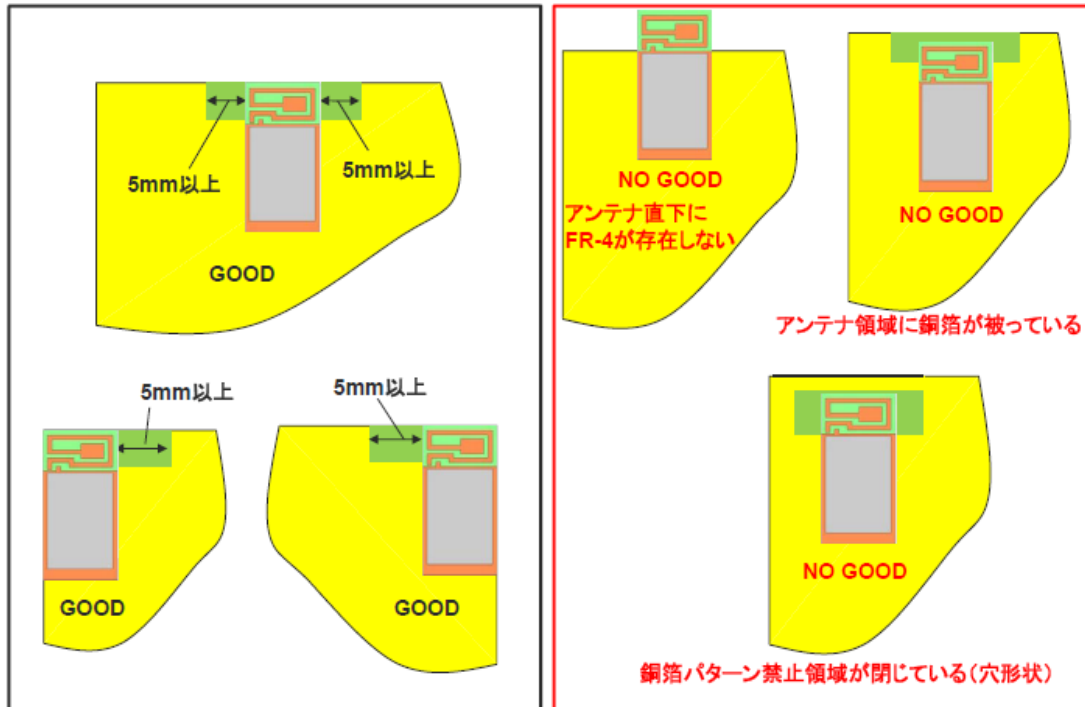 5mm以上
5mm以上
GOOD
5mm以上
5mm以上
GOOD
GOOD
NO GOOD
アンテナ直下に
FR-4が存在しない
NO GOOD
アンテナ領域に銅箔が被っている
NO GOOD
銅箔パターン禁止領域が閉じている(穴形状)